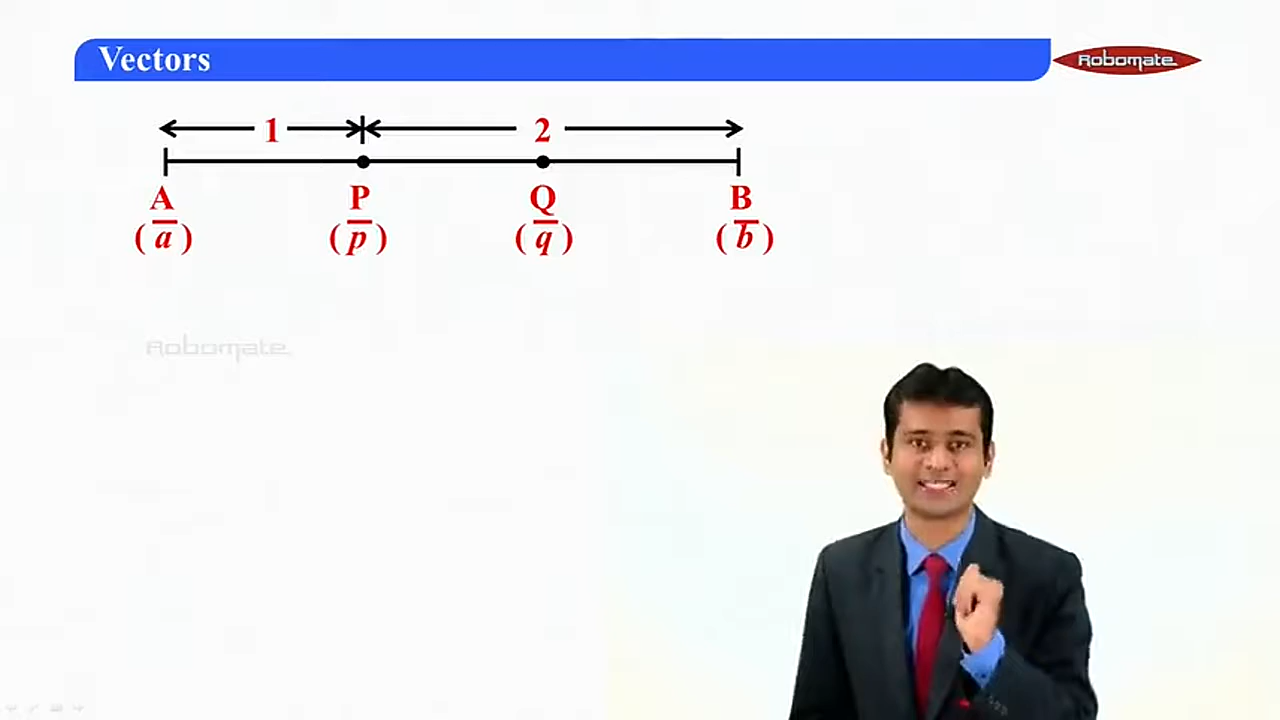 Vectors
Robomate
1 2
A P Q B
(a̅) (p̅) (q̅) (b̅)
Robomate